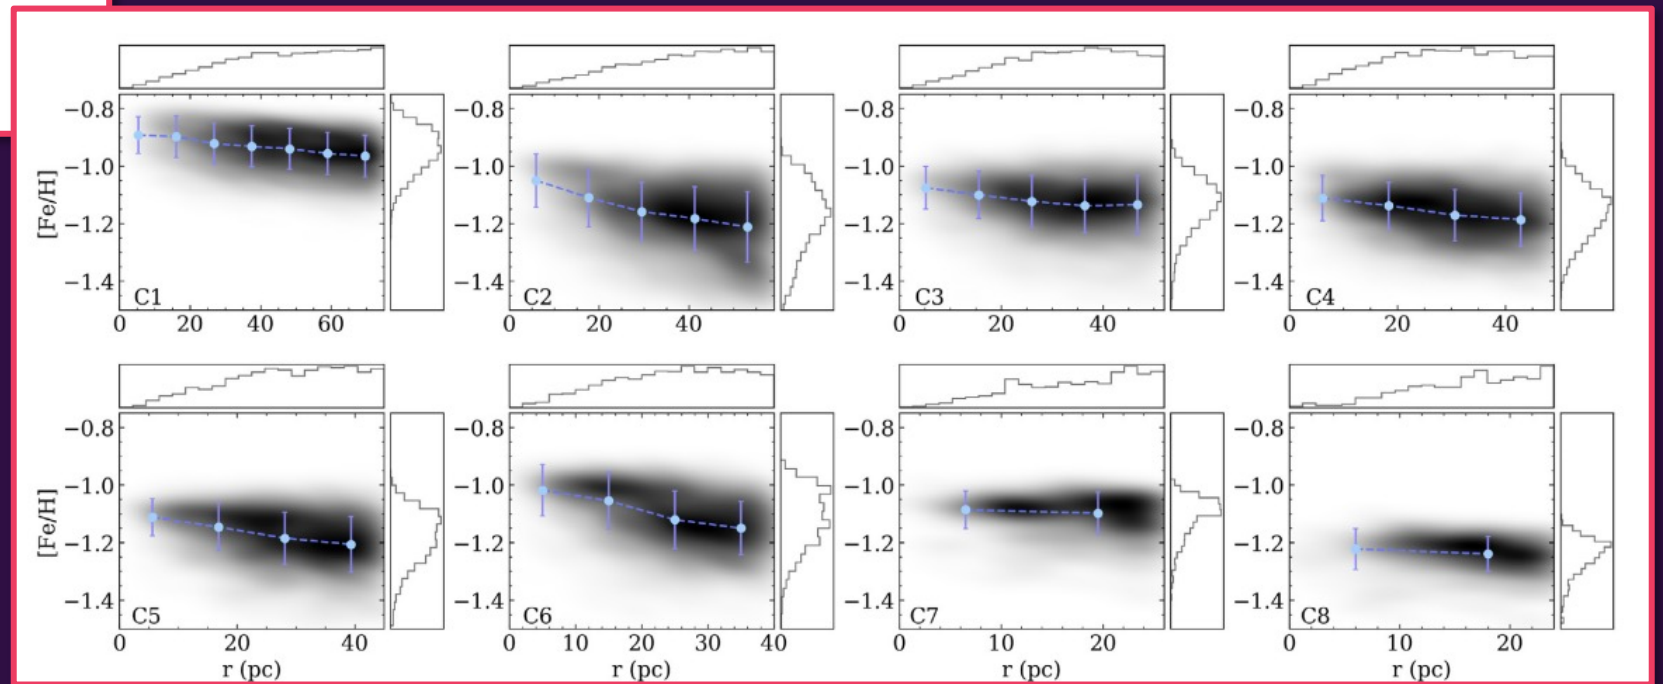 −0.8 −0.8 −0.8 −0.8
−1.0 −1.0 −1.0 −1.0
[Fe/H]
−1.2 −1.2 −1.2 −1.2
−1.4 −1.4 −1.4 −1.4
C1 C2 C3 C4
0 20 40 60 0 20 40 0 20 40 0 20 40
−0.8 −0.8 −0.8 −0.8
−1.0 −1.0 −1.0 −1.0
[Fe/H]
−1.2 −1.2 −1.2 −1.2
−1.4 −1.4 −1.4 −1.4
C5 C6 C7 C8
0 20 40 0 10 20 30 40 0 10 20 0 10 20
r (pc) r (pc) r (pc) r (pc)